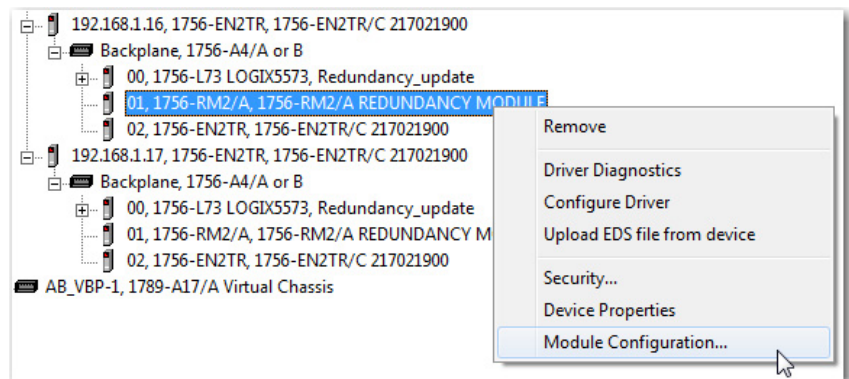 192.168.1.16, 1756-EN2TR, 1756-EN2TR/C 217021900
Backplane, 1756-A4/A or B
00, 1756-L73 LOGIX5573, Redundancy_update
01, 1756-RM2/A, 1756-RM2/A REDUNDANCY MODULE
02, 1756-EN2TR, 1756-EN2TR/C 217021900
192.168.1.17, 1756-EN2TR, 1756-EN2TR/C 217021900
Backplane, 1756-A4/A or B
00, 1756-L73 LOGIX5573, Redundancy_update
01, 1756-RM2/A, 1756-RM2/A REDUNDANCY M
02, 1756-EN2TR, 1756-EN2TR/C 217021900
AB_VBP-1, 1789-A17/A Virtual Chassis
Remove
Driver Diagnostics
Configure Driver
Upload EDS file from device
Security...
Device Properties
Module Configuration...